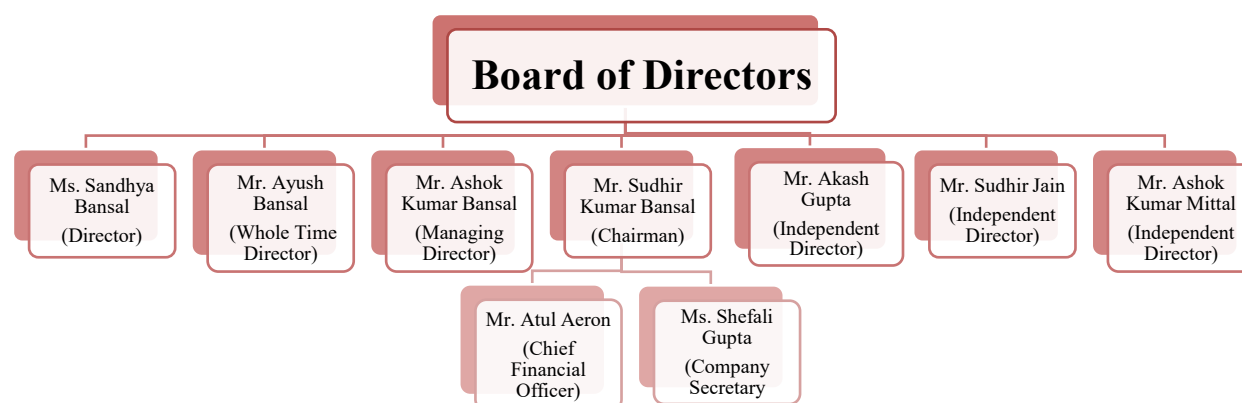 Board of Directors
Ms. Sandhya
Bansal
(Director)
Mr. Ayush
Bansal
(Whole Time
Director)
Mr. Ashok
Kumar Bansal
(Managing
Director)
Mr. Sudhir
Kumar Bansal
(Chairman)
Mr. Akash
Gupta
(Independent
Director)
Mr. Sudhir Jain
(Independent
Director)
Mr. Ashok
Kumar Mittal
(Independent
Director)
Mr. Atul Aeron
(Chief
Financial
Officer)
Ms. Shefali
Gupta
(Company
Secretary